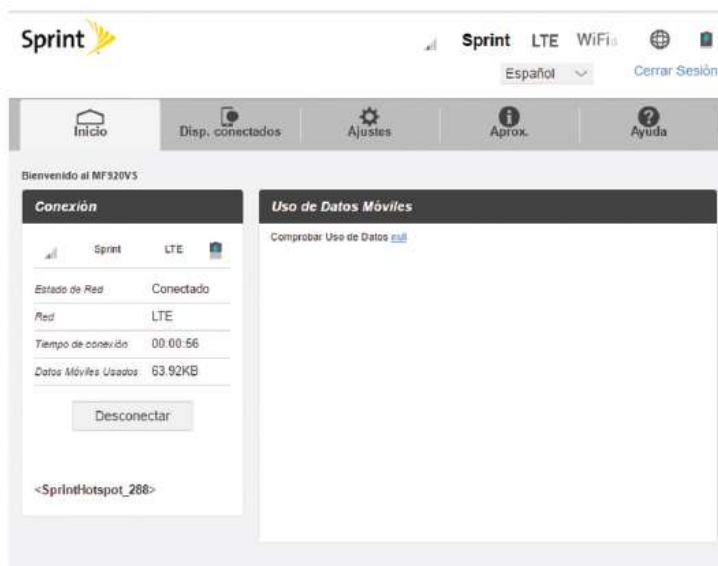 Sprint
Sprint LTE WiFi
Español
Cerrar Sesión
Inicio
Disp. conectados
Ajustes
Aprox.
Ayuda
Bienvenido al MF920VS
Conexión
Sprint LTE
Estado de Red Conectado
Red LTE
Tiempo de conexión 00:00:56
Datos Móviles Usados 63.92KB
Desconectar
<SprintHotspot_288>
Uso de Datos Móviles
Comprobar Uso de Datos null